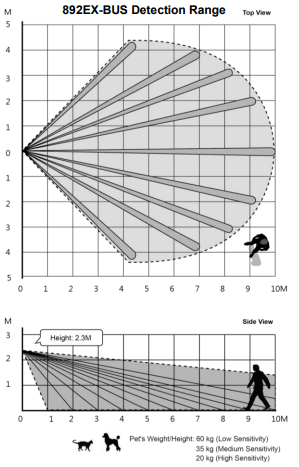 892EX-BUS Detection Range
Top View
M
5
4
3
2
1
0
1
2
3
4
5
0 1 2 3 4 5 6 7 8 9 10M
Side View
M
3
Height: 2.3M
2
1
0 1 2 3 4 5 6 7 8 9 10M
Pet's Weight/Height: 60 kg (Low Sensitivity)
35 kg (Medium Sensitivity)
20 kg (High Sensitivity)